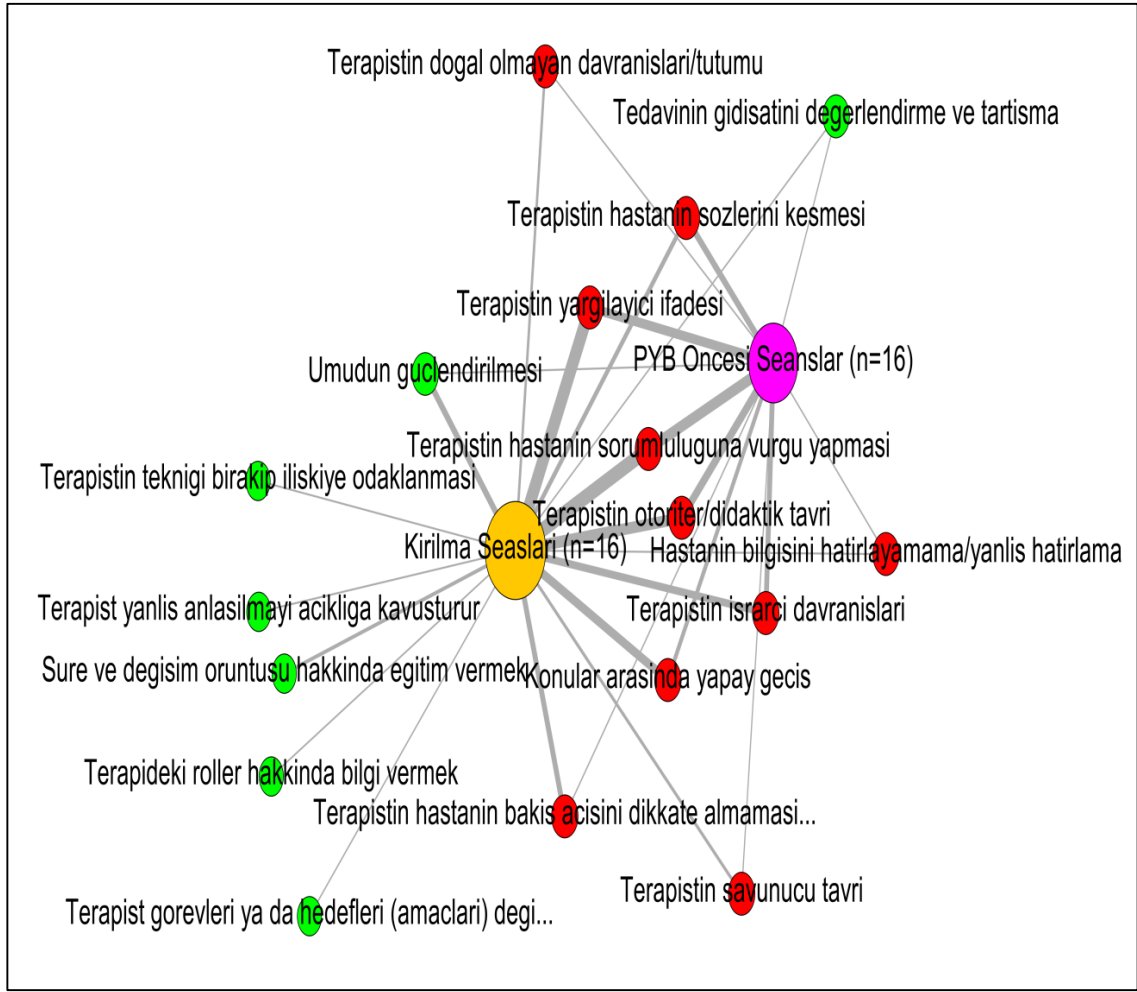 Terapistin dogal olmayan davranislari/tutumu
Tedavinin gidisatini degerlendirme ve tartisma
Terapistin hastanin sozlerini kesmesi
Terapistin yargilayici ifadesi
PYB Oncesi Seanslar (n=16)
Umudun guclendirilmesi
Terapistin hastanin sorumluluguna vurgu yapmasi
Terapistin teknigi birakip iliskiye odaklanmasi
Terapistin otoriter/didaktik tavri
Kirilma Seaslari (n=16)
Hastanin bilgisini hatirlayamama/yanlis hatirlama
Terapist yanlis anlasilmayi acikliga kavusturur
Terapistin israrci davranislari
Sure ve degisim oruntusu hakkinda egitim vermek
Konular arasinda yapay gecis
Terapideki roller hakkinda bilgi vermek
Terapistin hastanin bakis acisini dikkate almamasi...
Terapistin savunucu tavri
Terapist gorevleri ya da hedefleri (amaclari) degi...